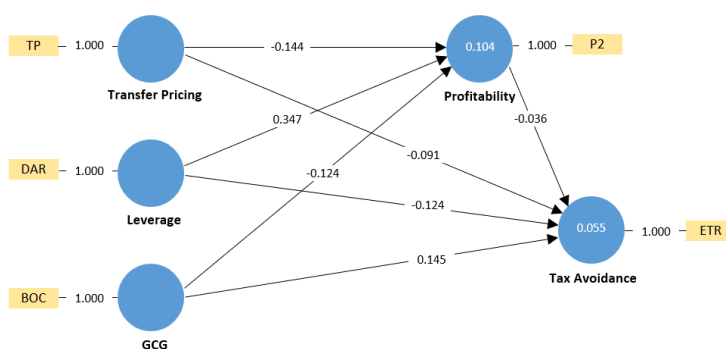 TP
1.000
Transfer Pricing
-0.144
0.104
1.000
P2
Profitability
0.347
-0.036
-0.091
DAR
1.000
Leverage
-0.124
-0.124
0.055
1.000
ETR
Tax Avoidance
0.145
BOC
1.000
GCG